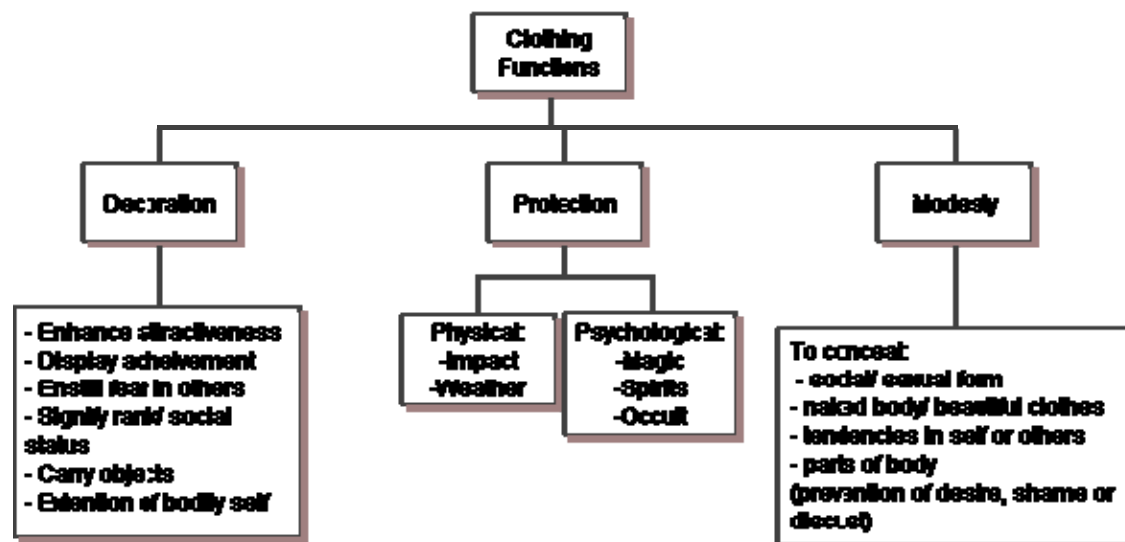 Clothing
Functions
Decoration
Protection
Modesty
- Enhance attractiveness
- Display acheivement
- Enstill fear in others
- Signify rank/ social
status
- Carry objects
- Extention of bodily self
Physical:
-Impact
-Weather
Psychological:
-Magic
-Spirits
-Occult
To conceal:
- social/ sexual form
- naked body/ beautiful clothes
- tendencies in self or others
- parts of body
(prevention of desire, shame or
disgust)